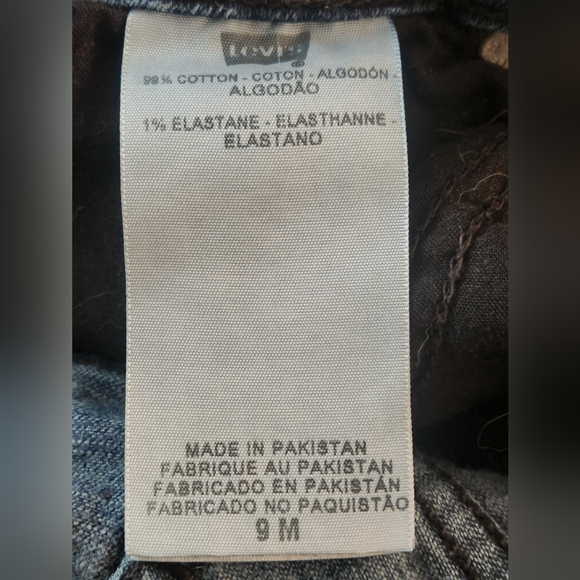 Levi's
99% COTTON - COTON - ALGODÓN -
ALGODÃO
1% ELASTANE - ELASTHANNE -
ELASTANO
MADE IN PAKISTAN
FABRIQUE AU PAKISTAN
FABRICADO EN PAKISTÁN
FABRICADO NO PAQUISTÃO
9 M